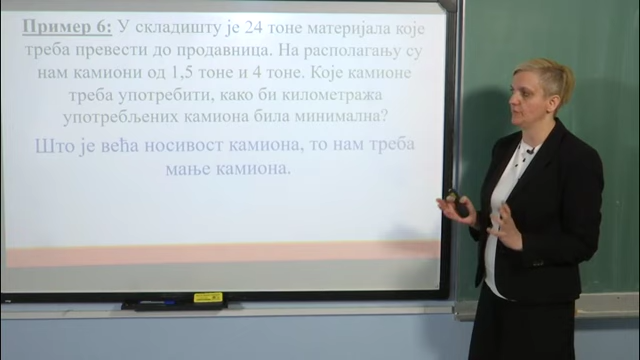 Пример 6: У складишту је 24 тоне материјала које
треба превести до продавница. На располагању су
нам камиони од 1,5 тоне и 4 тоне. Које камионе
треба употребити, како би километража
употребљених камиона била минимална?
Што је већа носивост камиона, то нам треба
мање камиона.